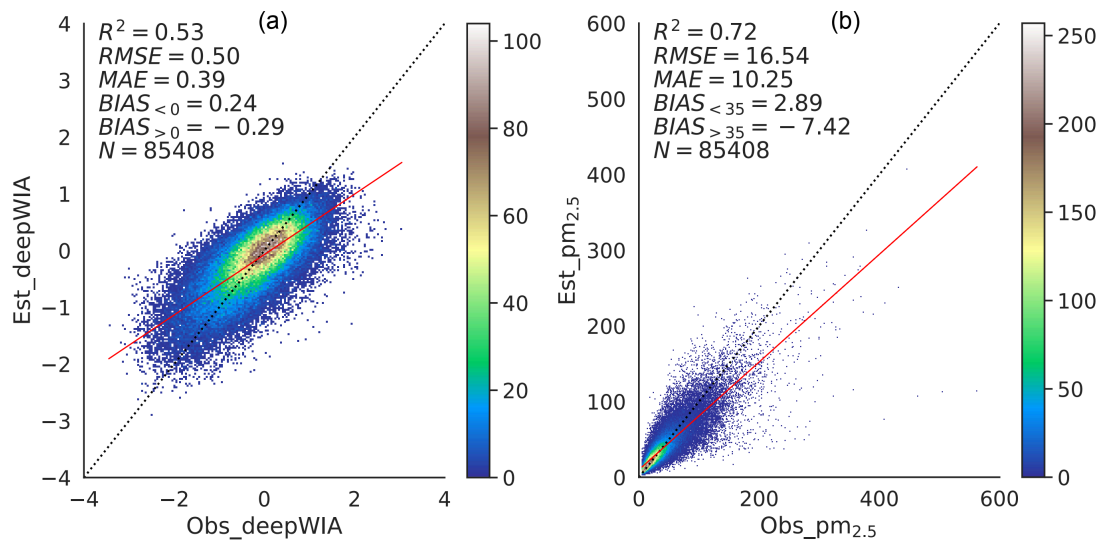 (a)
R² = 0.53
RMSE = 0.50
MAE = 0.39
BIAS<0 = 0.24
BIAS>0 = − 0.29
N = 85408
4
3
2
1
0
−1
−2
−3
−4
−4
−2
0
2
4
Est_deepWIA
Obs_deepWIA
100
80
60
40
20
0
(b)
R² = 0.72
RMSE = 16.54
MAE = 10.25
BIAS<35 = 2.89
BIAS>35 = − 7.42
N = 85408
600
500
400
300
200
100
0
0
200
400
600
Est_pm2.5
Obs_pm2.5
250
200
150
100
50
0